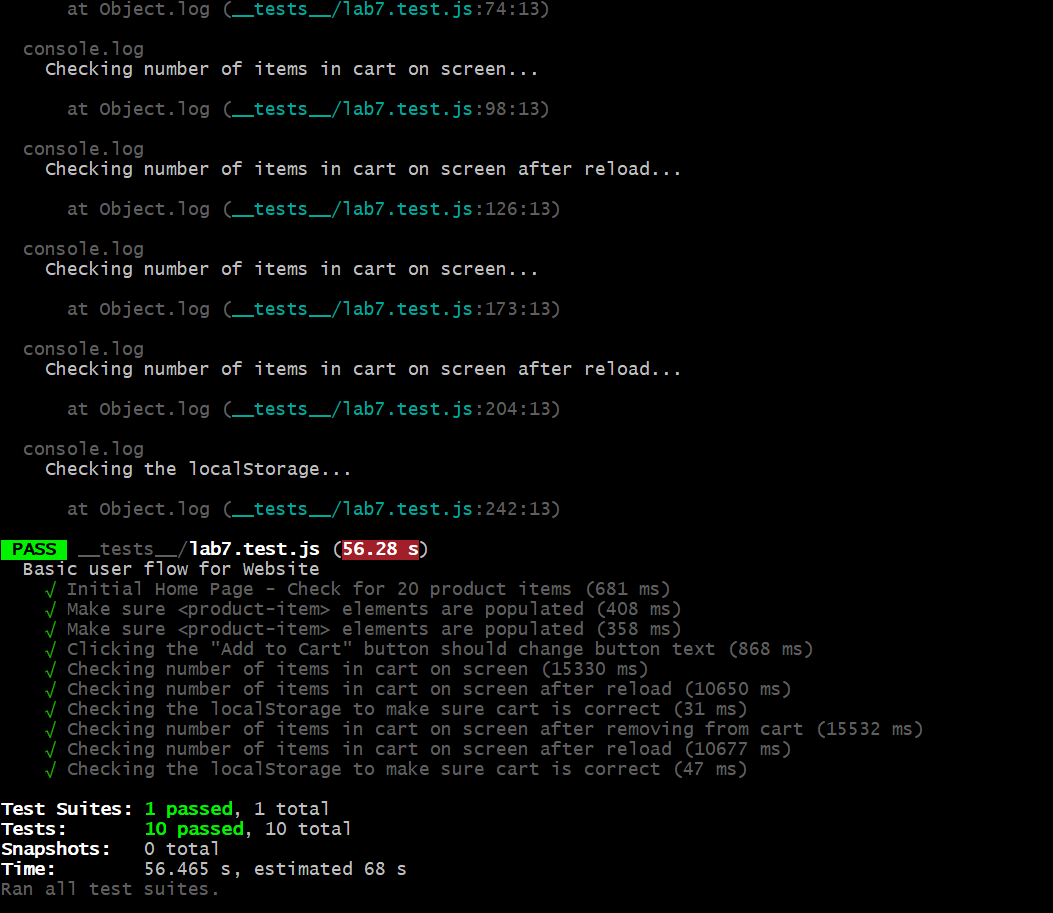 at Object.log (__tests__/lab7.test.js:74:13)
console.log
Checking number of items in cart on screen...
at Object.log (__tests__/lab7.test.js:98:13)
console.log
Checking number of items in cart on screen after reload...
at Object.log (__tests__/lab7.test.js:126:13)
console.log
Checking number of items in cart on screen...
at Object.log (__tests__/lab7.test.js:173:13)
console.log
Checking number of items in cart on screen after reload...
at Object.log (__tests__/lab7.test.js:204:13)
console.log
Checking the localStorage...
at Object.log (__tests__/lab7.test.js:242:13)
PASS __tests__/lab7.test.js (56.28 s)
Basic user flow for Website
√ Initial Home Page - Check for 20 product items (681 ms)
√ Make sure <product-item> elements are populated (408 ms)
√ Make sure <product-item> elements are populated (358 ms)
√ Clicking the "Add to Cart" button should change button text (868 ms)
√ Checking number of items in cart on screen (15330 ms)
√ Checking number of items in cart on screen after reload (10650 ms)
√ Checking the localStorage to make sure cart is correct (31 ms)
√ Checking number of items in cart on screen after removing from cart (15532 ms)
√ Checking number of items in cart on screen after reload (10677 ms)
√ Checking the localStorage to make sure cart is correct (47 ms)
Test Suites: 1 passed, 1 total
Tests: 10 passed, 10 total
Snapshots: 0 total
Time: 56.465 s, estimated 68 s
Ran all test suites.